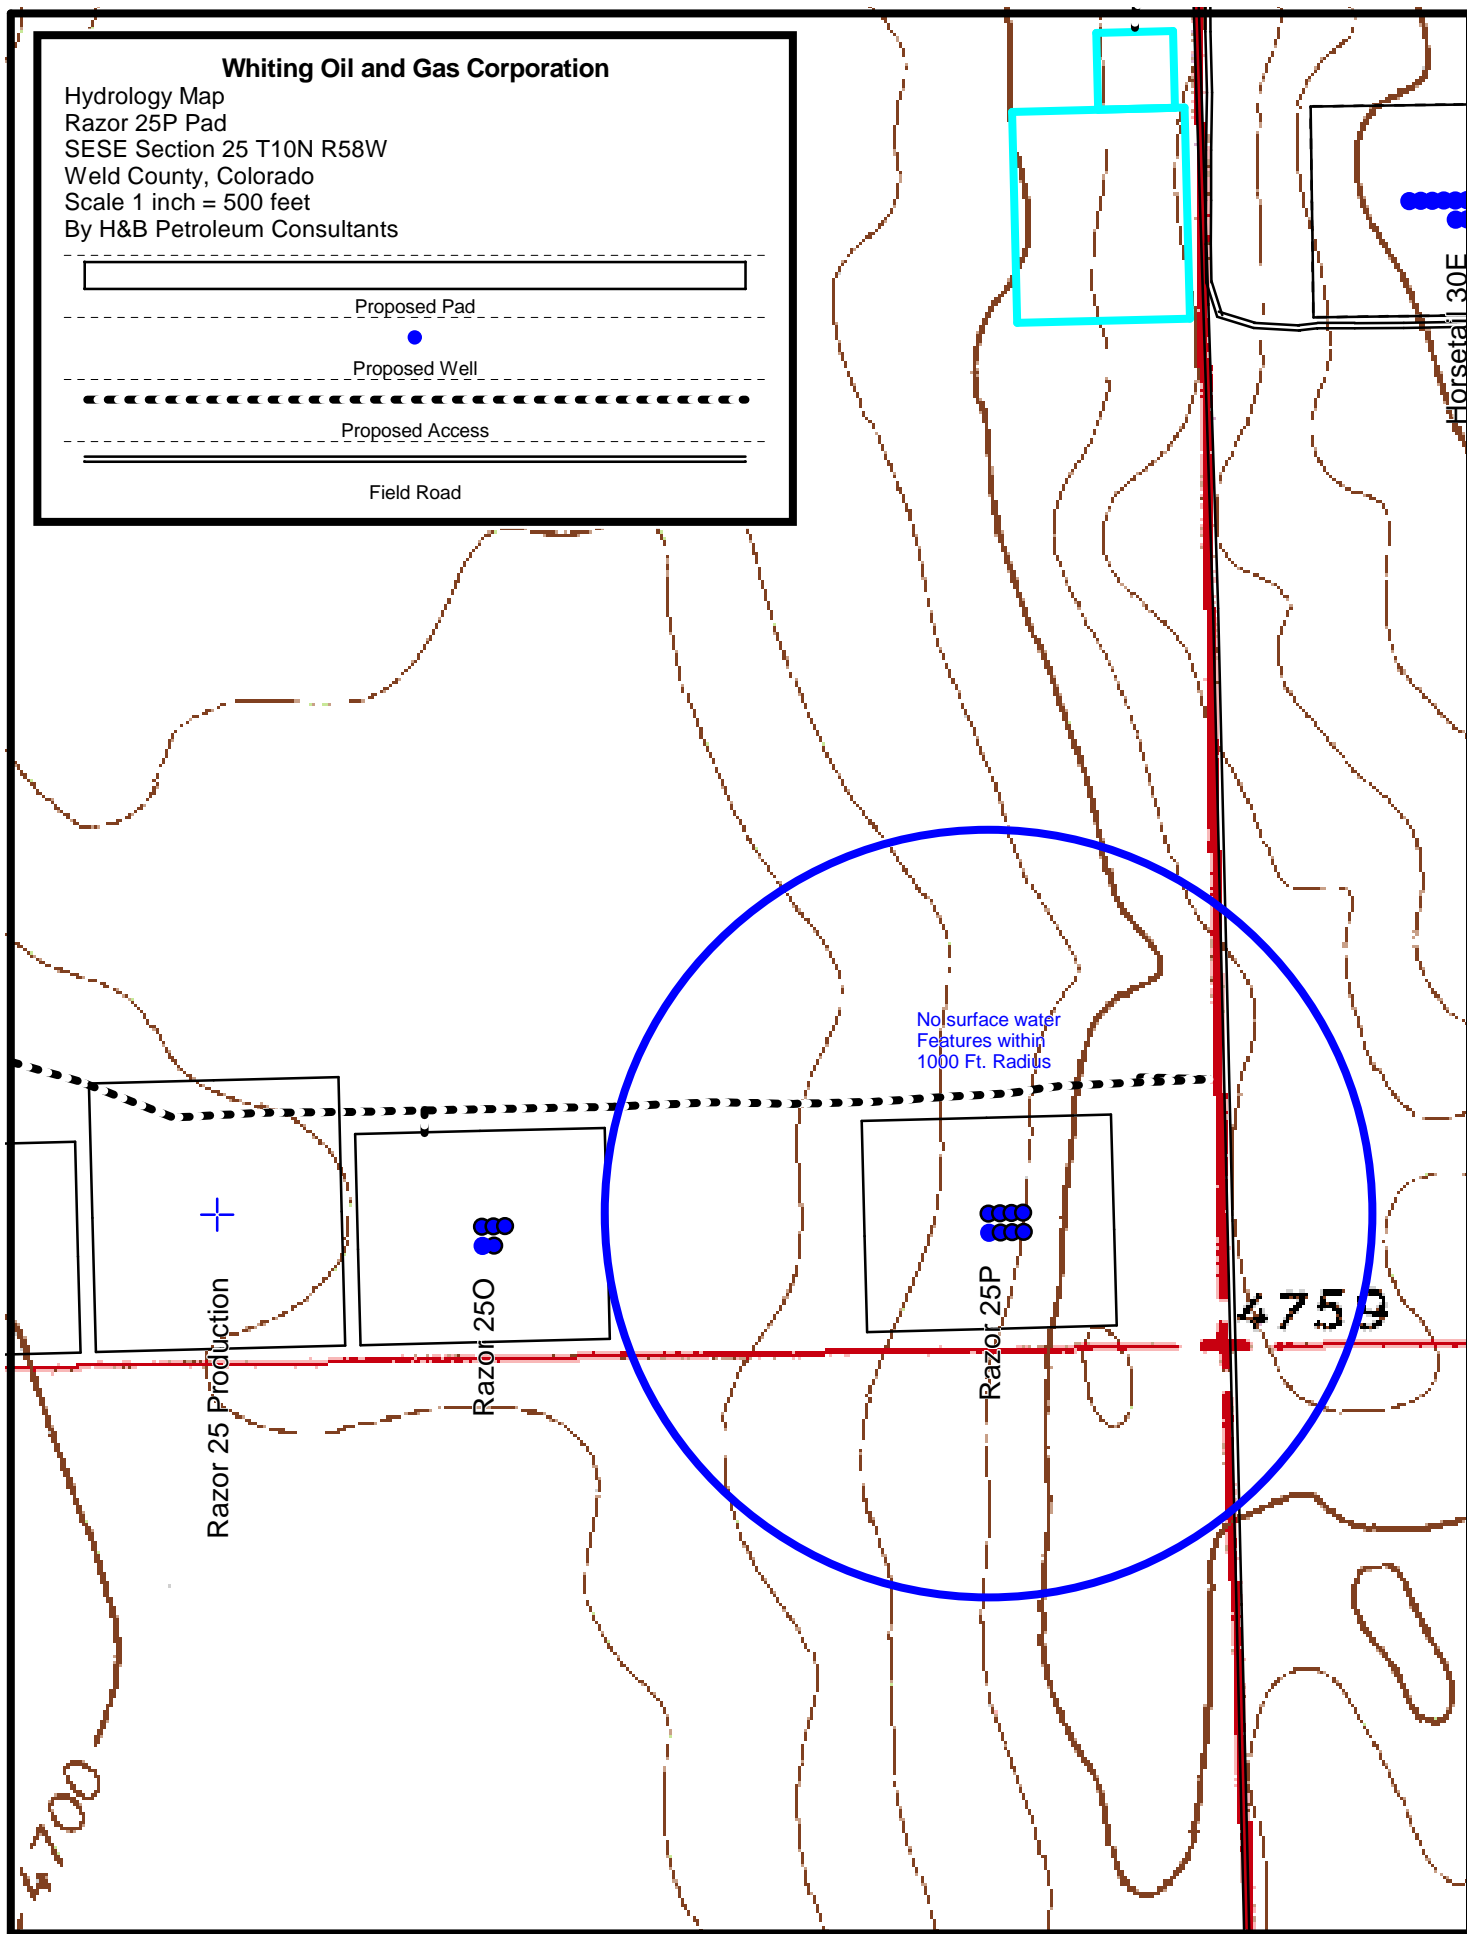 Whiting Oil and Gas Corporation
Hydrology Map
Razor 25P Pad
SESE Section 25 T10N R58W
Weld County, Colorado
Scale 1 inch = 500 feet
By H&B Petroleum Consultants
Proposed Pad
Proposed Well
Proposed Access
Field Road
Horsetail 30E
No surface water
Features within
1000 Ft. Radius
Razor 25 Production
Razor 25O
Razor 25P
4759
4700